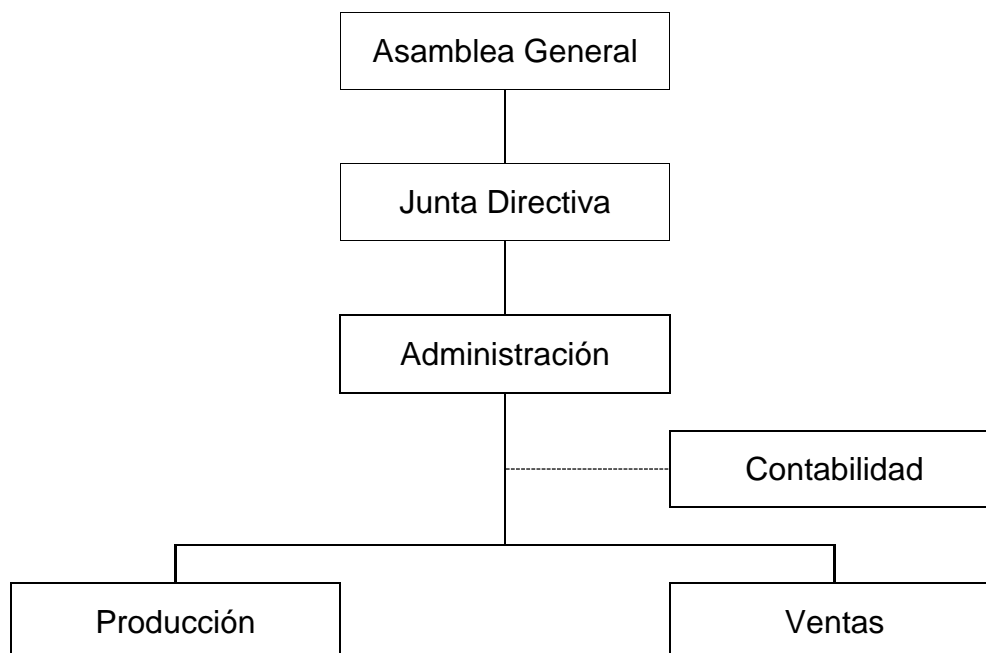 Asamblea General
Junta Directiva
Administración
Contabilidad
Producción
Ventas